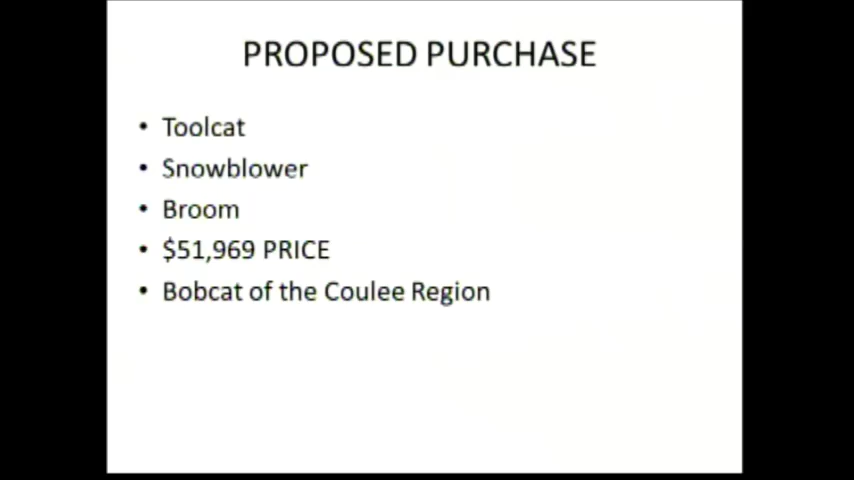 PROPOSED PURCHASE
• Toolcat
• Snowblower
• Broom
• $51,969 PRICE
• Bobcat of the Coulee Region